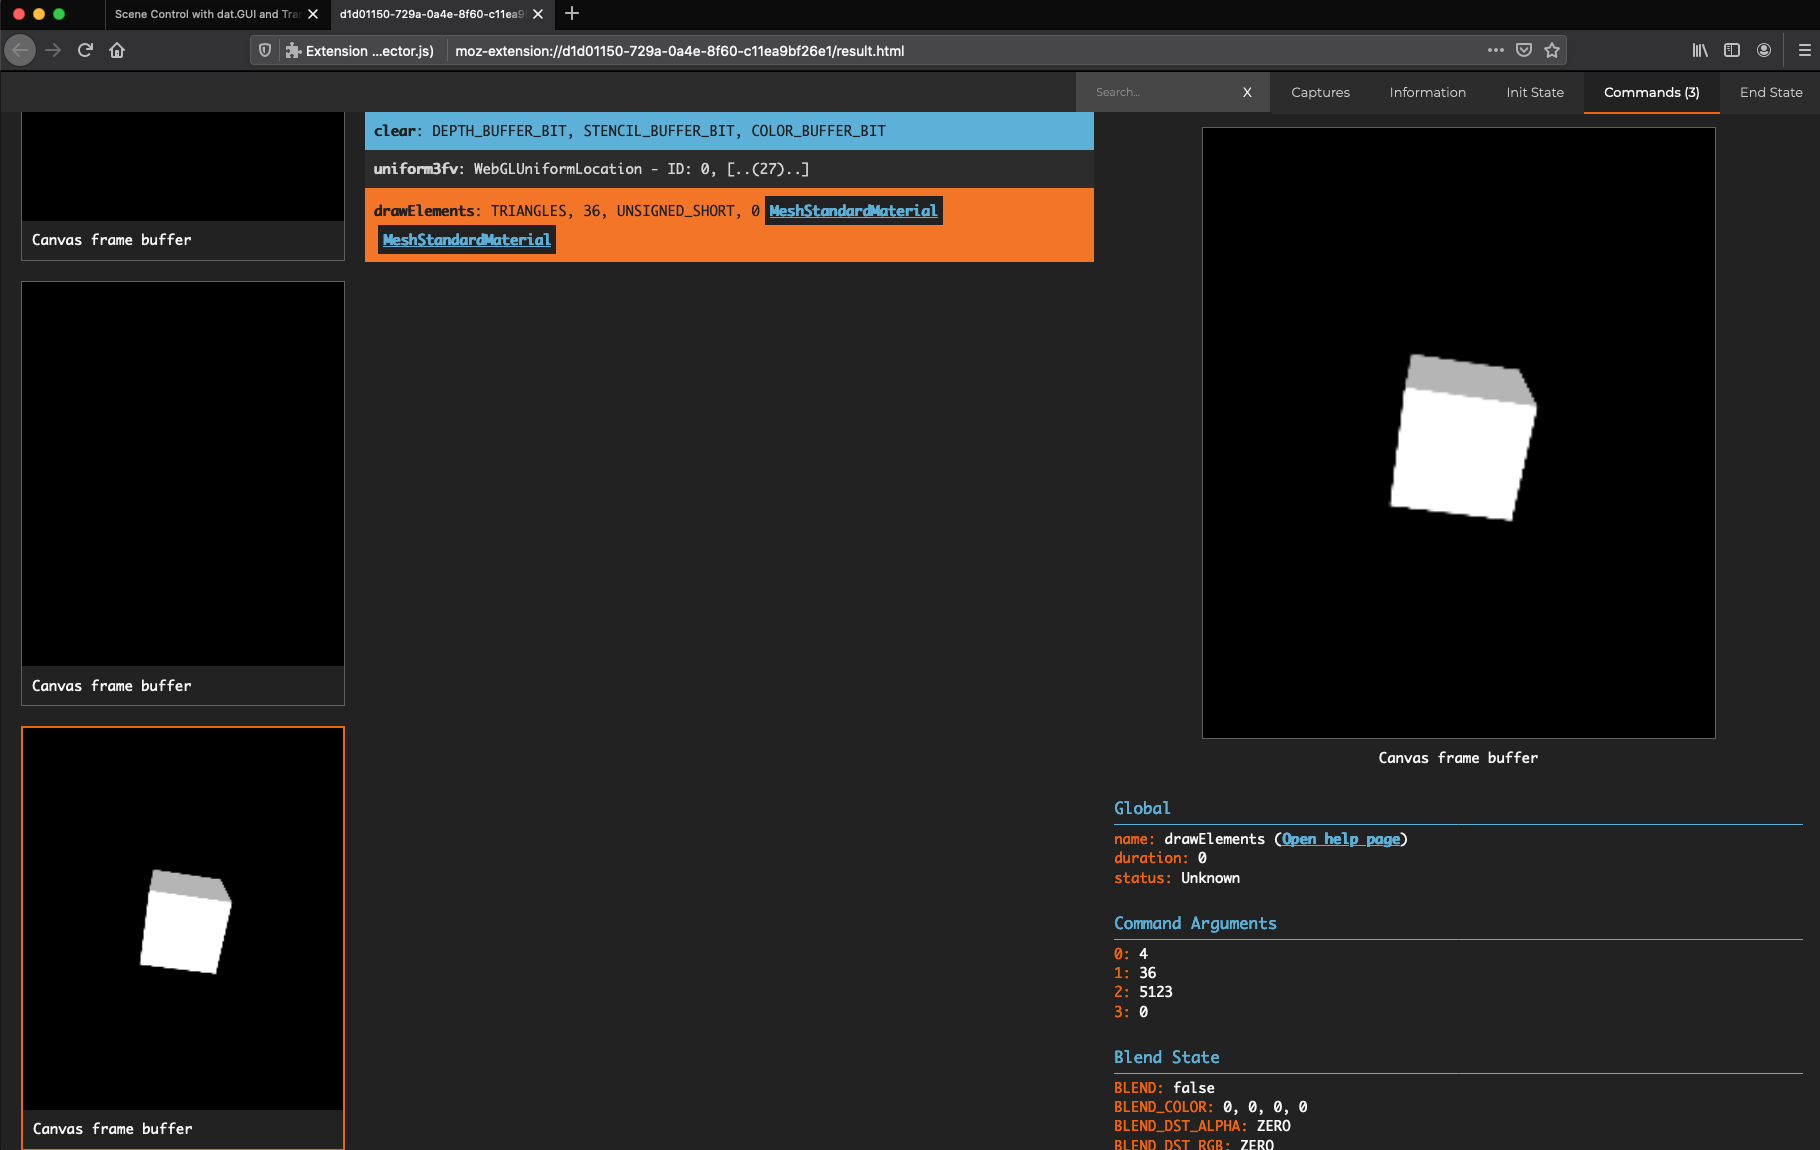 Scene Control with dat.GUI and Tra
d1d01150-729a-0a4e-8f60-c11ea9
Extension ...ector.js)
moz-extension://d1d01150-729a-0a4e-8f60-c11ea9bf26e1/result.html
Search...
X
Captures
Information
Init State
Commands (3)
End State
clear: DEPTH_BUFFER_BIT, STENCIL_BUFFER_BIT, COLOR_BUFFER_BIT
uniform3fv: WebGLUniformLocation - ID: 0, [..(27)..]
drawElements: TRIANGLES, 36, UNSIGNED_SHORT, 0 MeshStandardMaterial
MeshStandardMaterial
Canvas frame buffer
Canvas frame buffer
Canvas frame buffer
Canvas frame buffer
Global
name: drawElements (Open help page)
duration: 0
status: Unknown
Command Arguments
0: 4
1: 36
2: 5123
3: 0
Blend State
BLEND: false
BLEND_COLOR: 0, 0, 0, 0
BLEND_DST_ALPHA: ZERO
BLEND_DST_RGB: ZERO